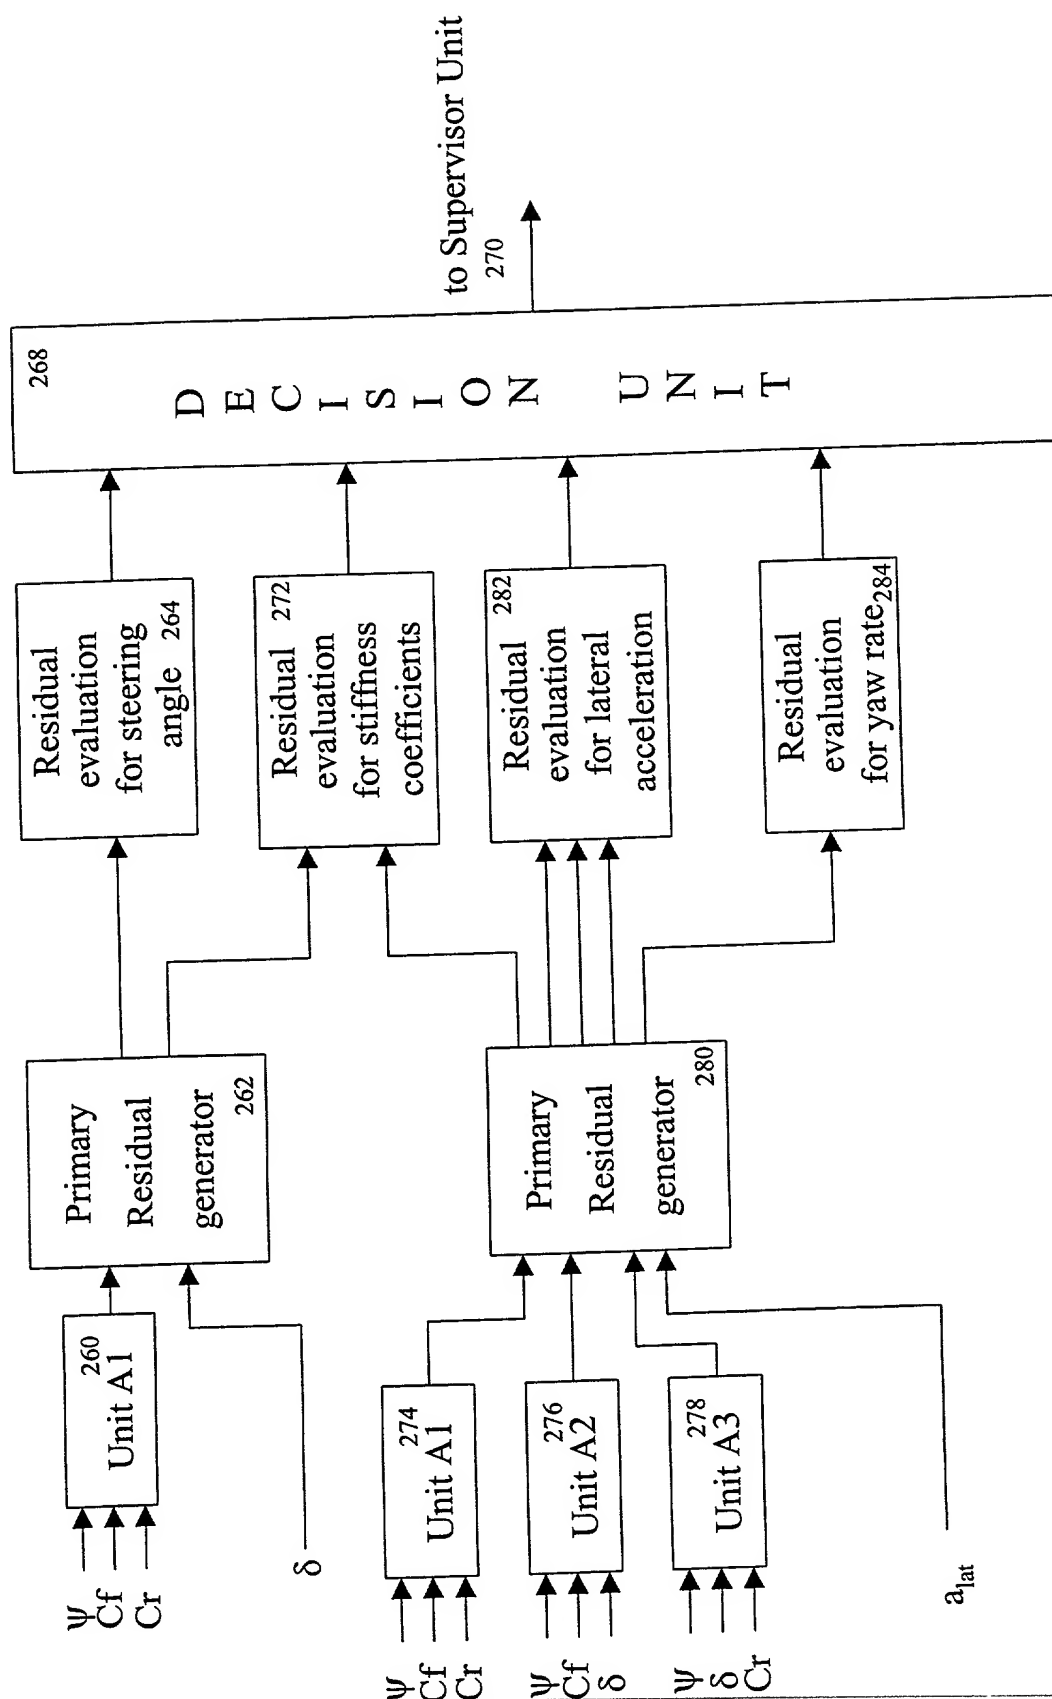 ψ
Cf
Cr
260
Unit A1
δ
Primary
Residual
generator
262
Residual
evaluation
for steering
angle 264
ψ
Cf
Cr
274
Unit A1
ψ
Cf
δ
276
Unit A2
ψ
δ
Cr
278
Unit A3
a_lat
Primary
Residual
generator
280
Residual 272
evaluation
for stiffness
coefficients
Residual 282
evaluation
for lateral
acceleration
Residual
evaluation
for yaw rate 284
268
DECISION UNIT
to Supervisor Unit
270